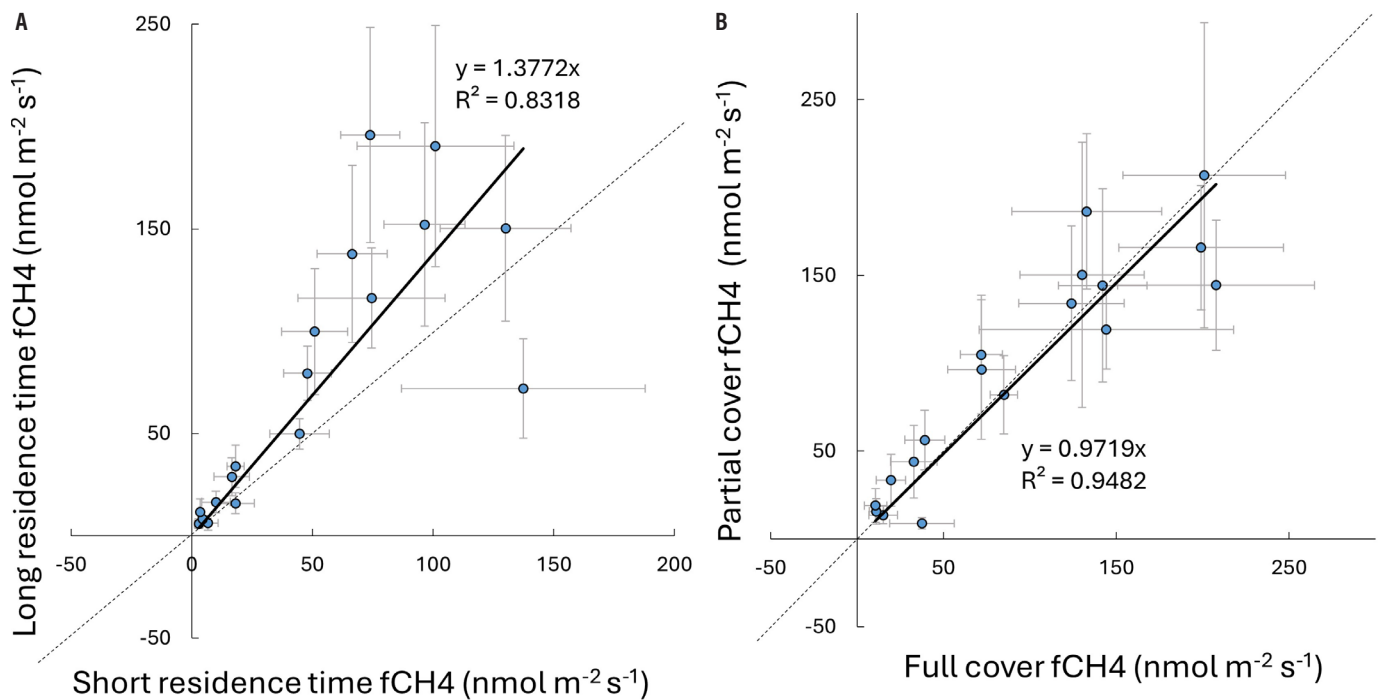 A
Long residence time fCH4 (nmol m⁻² s⁻¹)
250
150
50
-50
y = 1.3772x
R² = 0.8318
-50
0
50
100
150
200
Short residence time fCH4 (nmol m⁻² s⁻¹)
B
Partial cover fCH4 (nmol m⁻² s⁻¹)
250
150
50
-50
y = 0.9719x
R² = 0.9482
-50
50
150
250
Full cover fCH4 (nmol m⁻² s⁻¹)